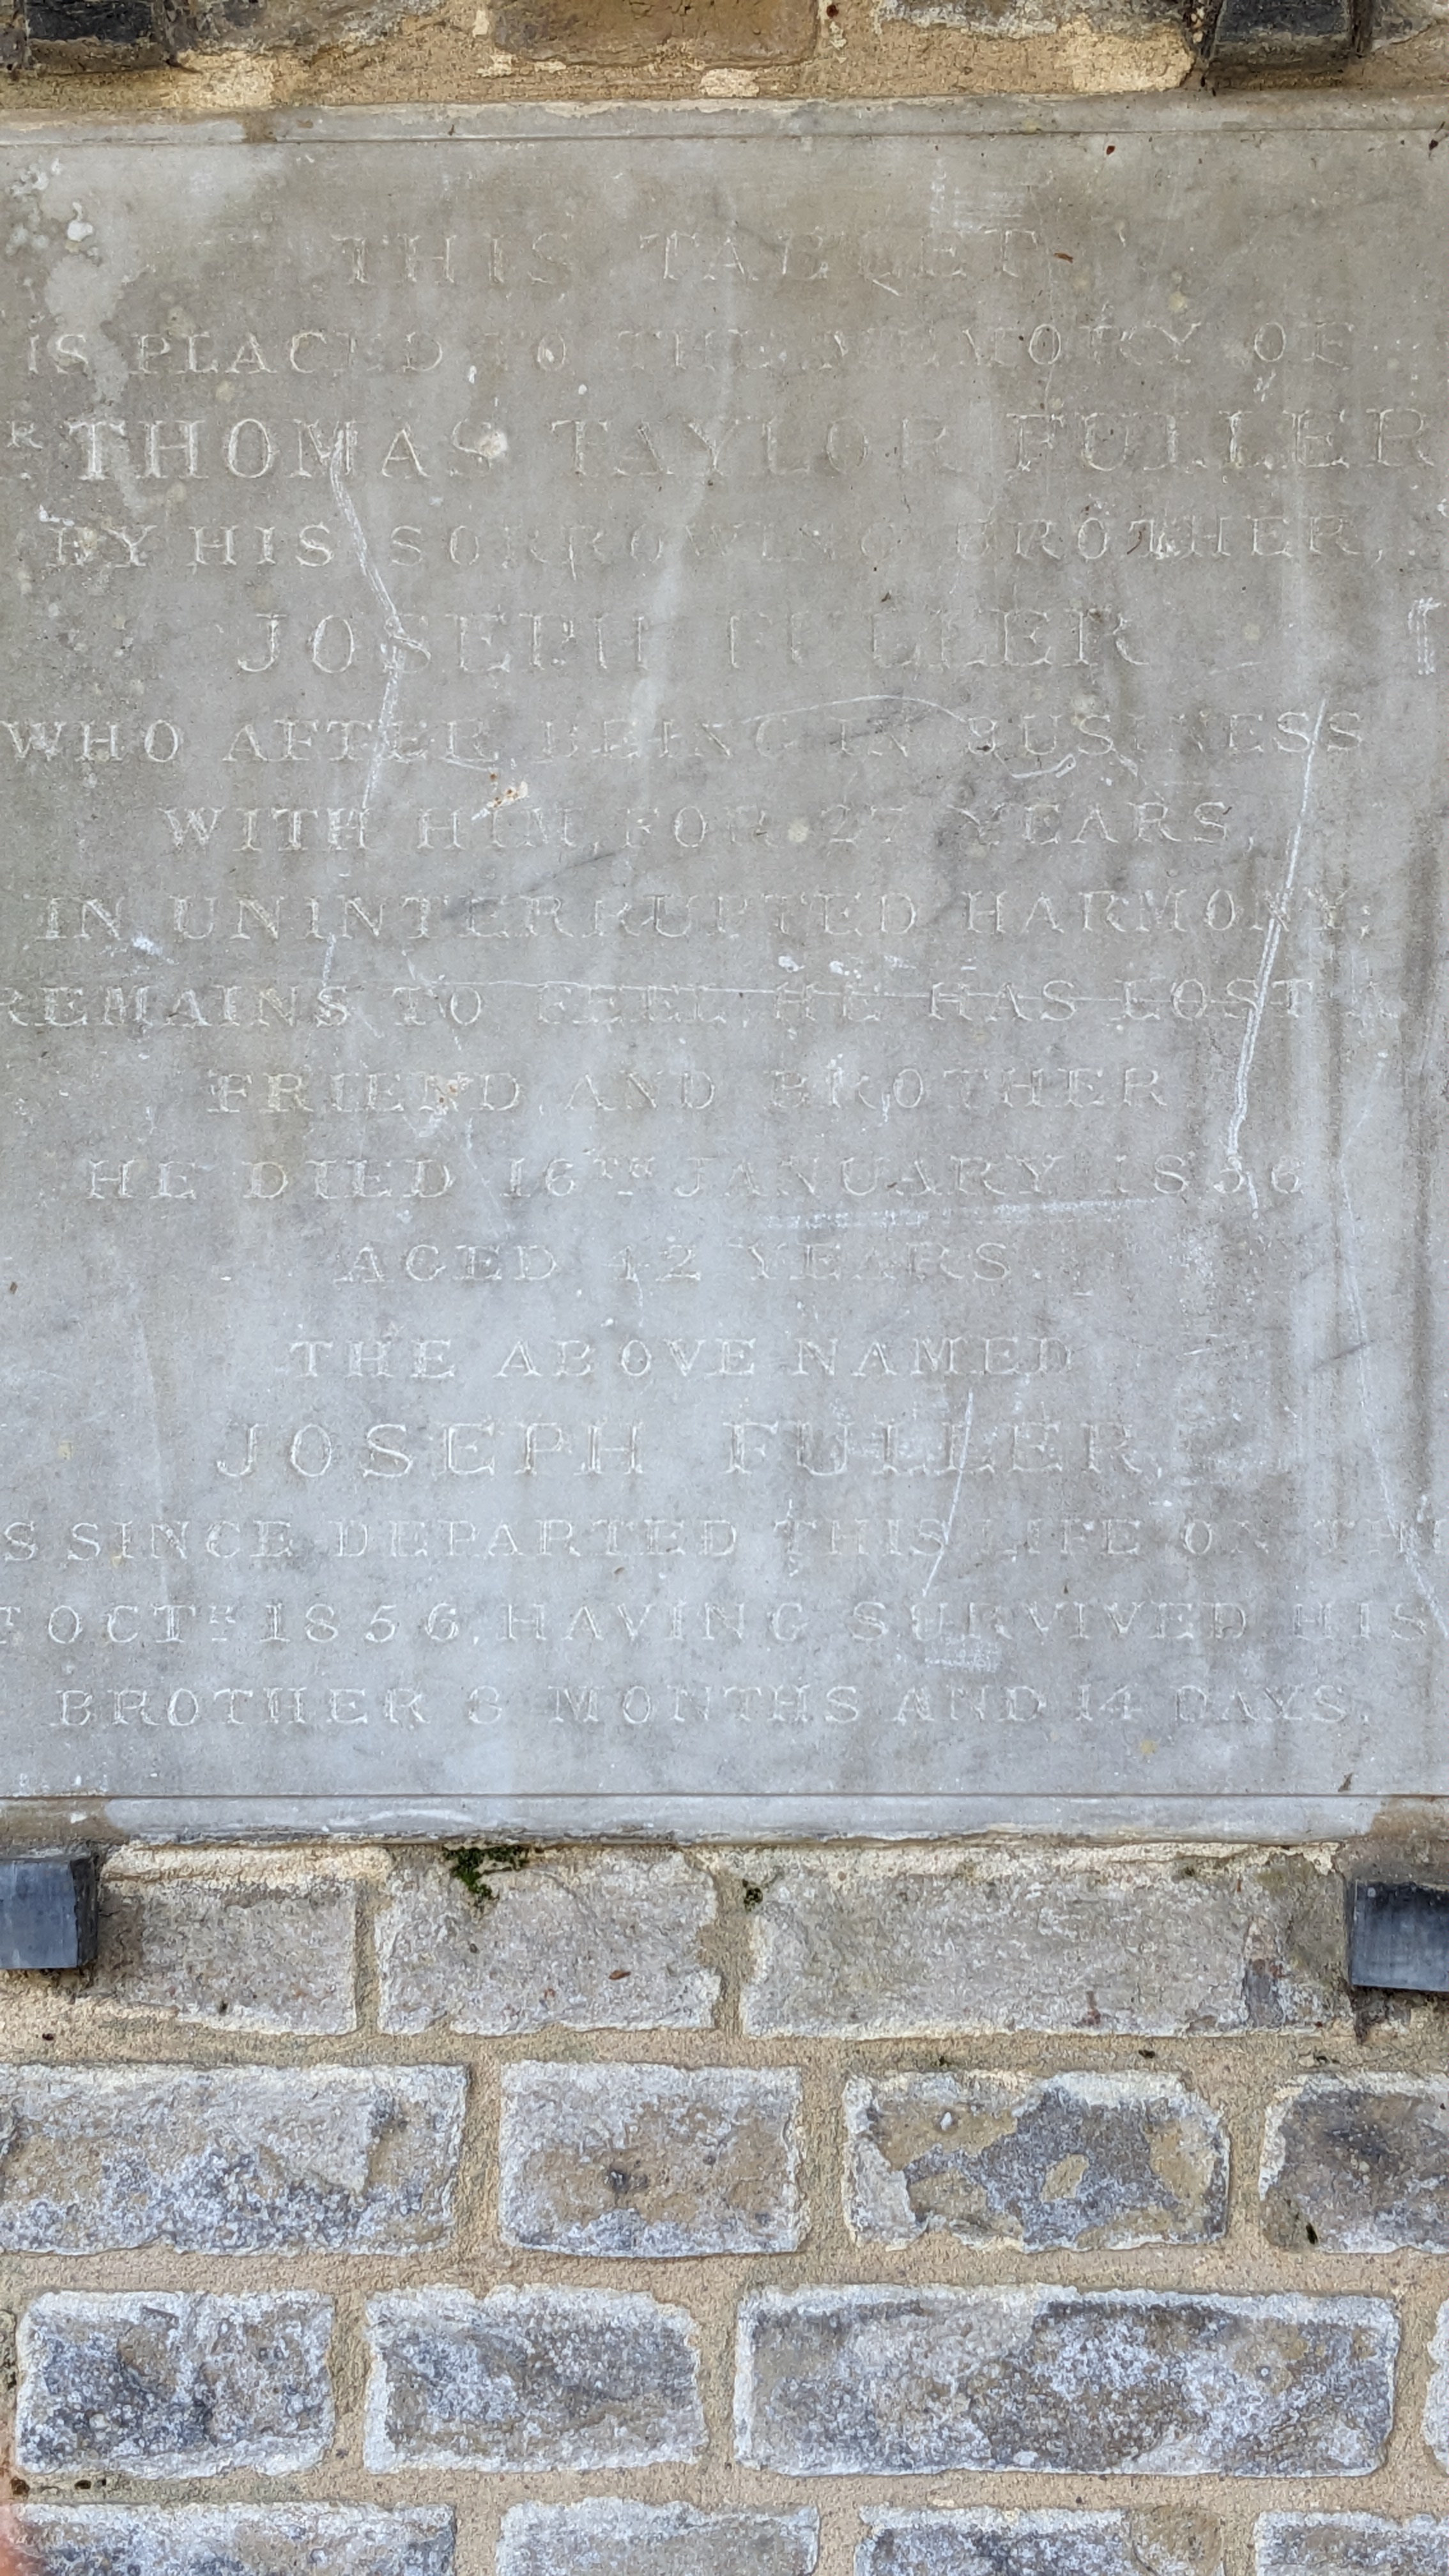 THIS TABLET
IS PLACED TO THE MEMORY OF
R THOMAS TAYLOR FULLER
BY HIS SORROWING BROTHER,
JOSEPH FULLER
WHO AFTER BEING IN BUSINESS
WITH HIM, FOR 27 YEARS,
IN UNINTERRUPTED HARMONY;
REMAINS TO FEEL, HE HAS LOST A
FRIEND AND BROTHER
HE DIED 16TH JANUARY 1856
AGED 42 YEARS.
THE ABOVE NAMED
JOSEPH FULLER,
S SINCE DEPARTED THIS LIFE ON TH
T OCTR 1856, HAVING SURVIVED HIS
BROTHER 8 MONTHS AND 14 DAYS.